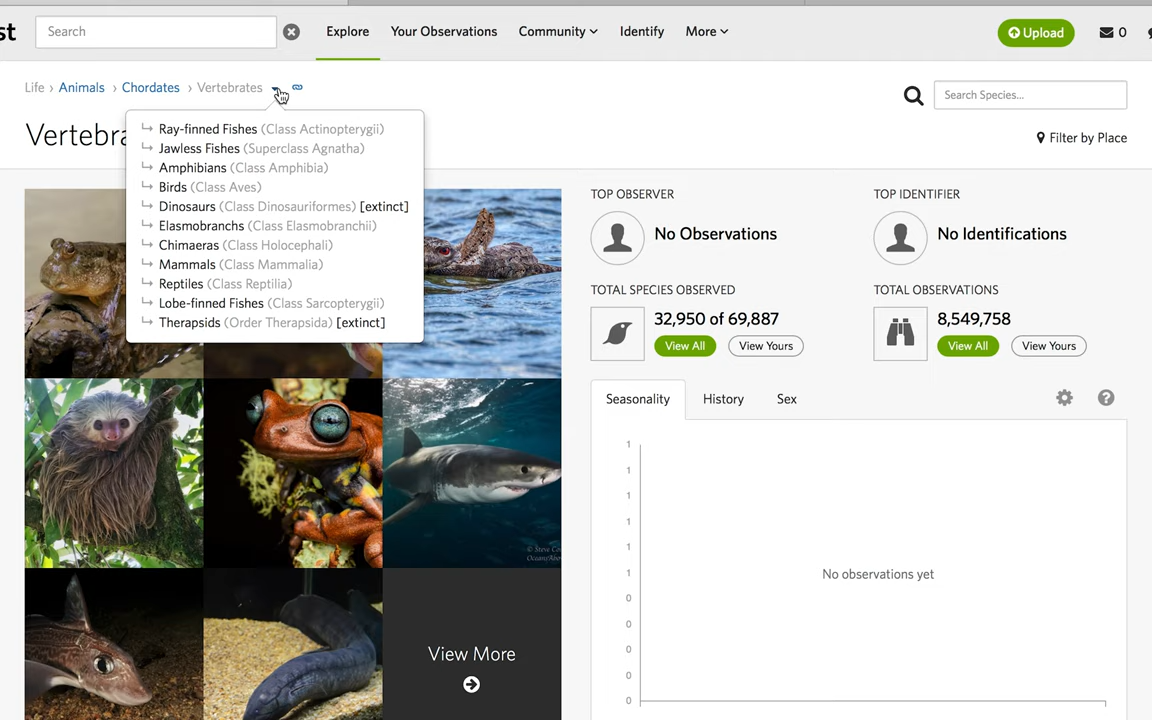 st
Search
Explore
Your Observations
Community
Identify
More
Upload
0
Life › Animals › Chordates › Vertebrates
Search Species...
Vertebra
Filter by Place
Ray-finned Fishes (Class Actinopterygii)
Jawless Fishes (Superclass Agnatha)
Amphibians (Class Amphibia)
Birds (Class Aves)
Dinosaurs (Class Dinosauriformes) [extinct]
Elasmobranchs (Class Elasmobranchii)
Chimaeras (Class Holocephali)
Mammals (Class Mammalia)
Reptiles (Class Reptilia)
Lobe-finned Fishes (Class Sarcopterygii)
Therapsids (Order Therapsida) [extinct]
TOP OBSERVER
No Observations
TOP IDENTIFIER
No Identifications
TOTAL SPECIES OBSERVED
32,950 of 69,887
View All
View Yours
TOTAL OBSERVATIONS
8,549,758
View All
View Yours
Seasonality
History
Sex
?
1
1
1
1
1
1
0
0
0
0
0
No observations yet
View More